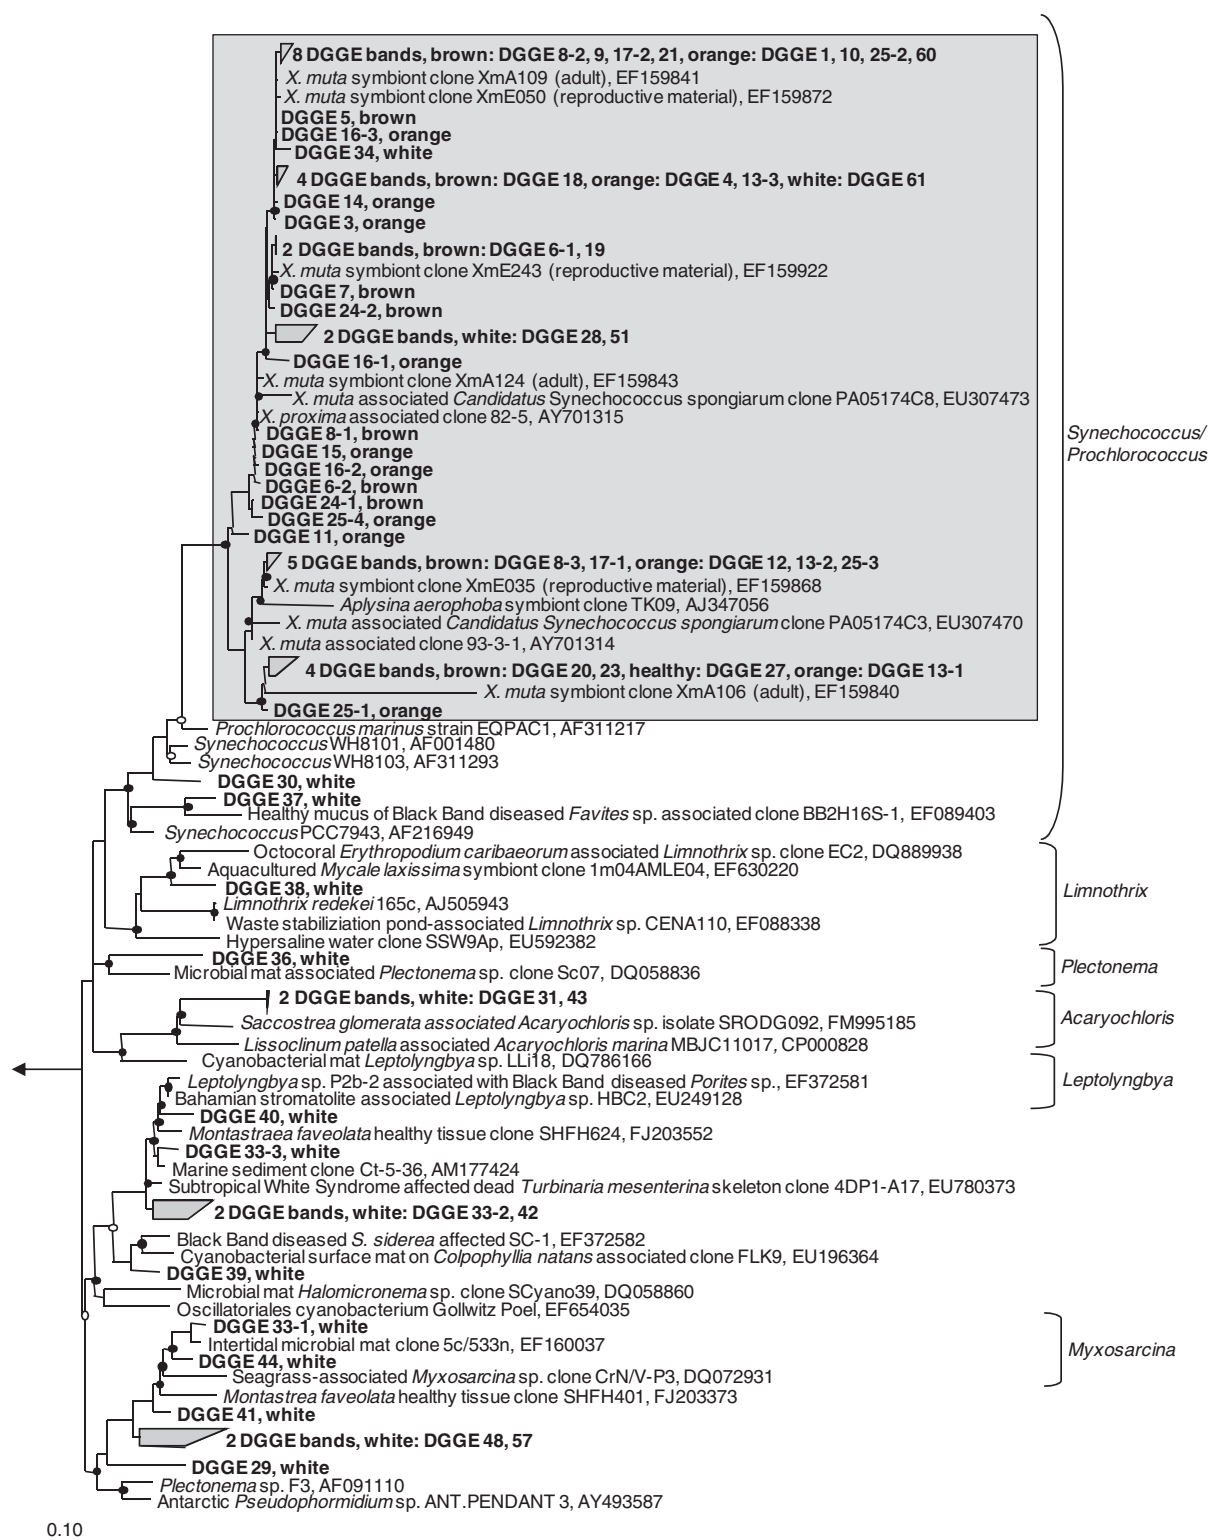 8 DGGE bands, brown: DGGE 8-2, 9, 17-2, 21, orange: DGGE 1, 10, 25-2, 60
X. muta symbiont clone XmA109 (adult), EF159841
X. muta symbiont clone XmE050 (reproductive material), EF159872
DGGE 5, brown
DGGE 16-3, orange
DGGE 34, white
4 DGGE bands, brown: DGGE 18, orange: DGGE 4, 13-3, white: DGGE 61
DGGE 14, orange
DGGE 3, orange
2 DGGE bands, brown: DGGE 6-1, 19
X. muta symbiont clone XmE243 (reproductive material), EF159922
DGGE 7, brown
DGGE 24-2, brown
2 DGGE bands, white: DGGE 28, 51
DGGE 16-1, orange
X. muta symbiont clone XmA124 (adult), EF159843
X. muta associated Candidatus Synechococcus spongiarum clone PA05174C8, EU307473
X. proxima associated clone 82-5, AY701315
DGGE 8-1, brown
Synechococcus/
Prochlorococcus
DGGE 15, orange
DGGE 16-2, orange
DGGE 6-2, brown
DGGE 24-1, brown
DGGE 25-4, orange
DGGE 11, orange
5 DGGE bands, brown: DGGE 8-3, 17-1, orange: DGGE 12, 13-2, 25-3
X. muta symbiont clone XmE035 (reproductive material), EF159868
Aplysina aerophoba symbiont clone TK09, AJ347056
X. muta associated Candidatus Synechococcus spongiarum clone PA05174C3, EU307470
X. muta associated clone 93-3-1, AY701314
4 DGGE bands, brown: DGGE 20, 23, healthy: DGGE 27, orange: DGGE 13-1
X. muta symbiont clone XmA106 (adult), EF159840
DGGE 25-1, orange
Prochlorococcus marinus strain EQPAC1, AF311217
Synechococcus WH8101, AF001480
Synechococcus WH8103, AF311293
DGGE 30, white
DGGE 37, white
Healthy mucus of Black Band diseased Favites sp. associated clone BB2H16S-1, EF089403
Synechococcus PCC7943, AF216949
Octocoral Erythropodium caribaeorum associated Limnothrix sp. clone EC2, DQ889938
Aquacultured Mycale laxissima symbiont clone 1m04AMLE04, EF630220
DGGE 38, white
Limnothrix
Limnothrix redekei 165c, AJ505943
Waste stabiliziation pond-associated Limnothrix sp. CENA110, EF088338
Hypersaline water clone SSW9Ap, EU592382
DGGE 36, white
Plectonema
Microbial mat associated Plectonema sp. clone Sc07, DQ058836
2 DGGE bands, white: DGGE 31, 43
Acaryochloris
Saccostrea glomerata associated Acaryochloris sp. isolate SRODG092, FM995185
Lissoclinum patella associated Acaryochloris marina MBJC11017, CP000828
Cyanobacterial mat Leptolyngbya sp. LLi18, DQ786166
Leptolyngbya
Leptolyngbya sp. P2b-2 associated with Black Band diseased Porites sp., EF372581
Bahamian stromatolite associated Leptolyngbya sp. HBC2, EU249128
DGGE 40, white
Montastraea faveolata healthy tissue clone SHFH624, FJ203552
DGGE 33-3, white
Marine sediment clone Ct-5-36, AM177424
Subtropical White Syndrome affected dead Turbinaria mesenterina skeleton clone 4DP1-A17, EU780373
2 DGGE bands, white: DGGE 33-2, 42
Black Band diseased S. siderea affected SC-1, EF372582
Cyanobacterial surface mat on Colpophyllia natans associated clone FLK9, EU196364
DGGE 39, white
Microbial mat Halomicronema sp. clone SCyano39, DQ058860
Oscillatoriales cyanobacterium Gollwitz Poel, EF654035
DGGE 33-1, white
Intertidal microbial mat clone 5c/533n, EF160037
Myxosarcina
DGGE 44, white
Seagrass-associated Myxosarcina sp. clone CrN/V-P3, DQ072931
Montastrea faveolata healthy tissue clone SHFH401, FJ203373
DGGE 41, white
2 DGGE bands, white: DGGE 48, 57
DGGE 29, white
Plectonema sp. F3, AF091110
Antarctic Pseudophormidium sp. ANT.PENDANT 3, AY493587
0.10